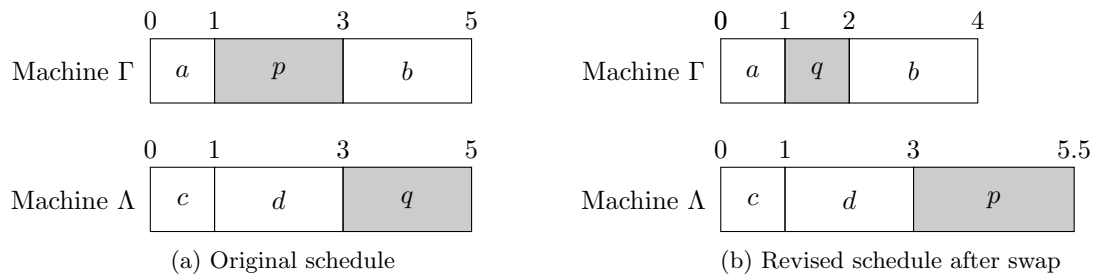 0 1 3 5
Machine Γ a p b
0 1 3 5
Machine Λ c d q
(a) Original schedule
0 1 2 4
Machine Γ a q b
0 1 3 5.5
Machine Λ c d p
(b) Revised schedule after swap